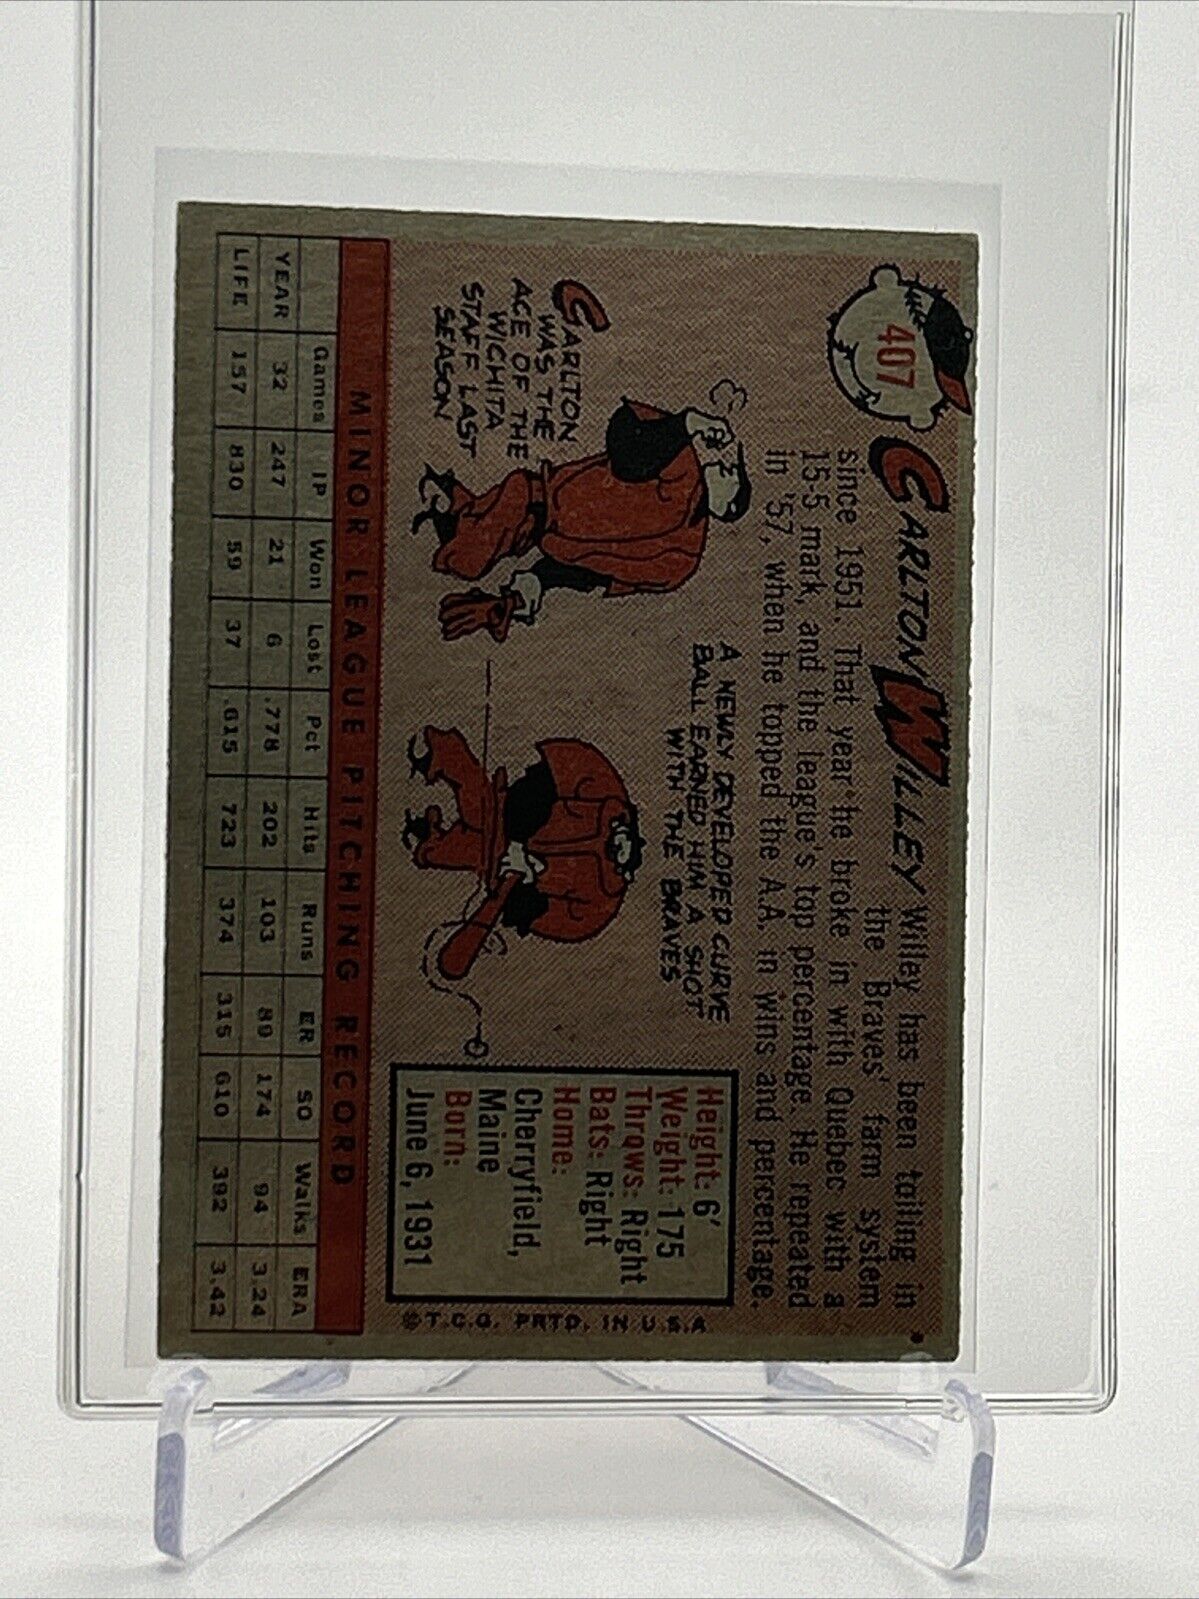 407
CARLTON WILLEY
Willey has been toiling in
the Braves' farm system
since 1951. That year he broke in with Quebec with a
15-5 mark, and the league's top percentage. He repeated
in '57, when he topped the A.A. in wins and percentage.
CARLTON
WAS THE
ACE OF THE
WICHITA
STAFF LAST
SEASON
A NEWLY DEVELOPED CURVE
BALL EARNED HIM A SHOT
WITH THE BRAVES
Height: 6'
Weight: 175
Throws: Right
Bats: Right
Home:
Cherryfield,
Maine
Born:
June 6, 1931
© T.C.G. PRTD. IN U.S.A
MINOR LEAGUE PITCHING RECORD
Games IP Won Lost Pct Hits Runs ER SO Walks ERA
YEAR 32 247 21 6 .778 202 103 89 174 94 3.24
LIFE 157 830 59 37 .615 723 374 315 610 392 3.42